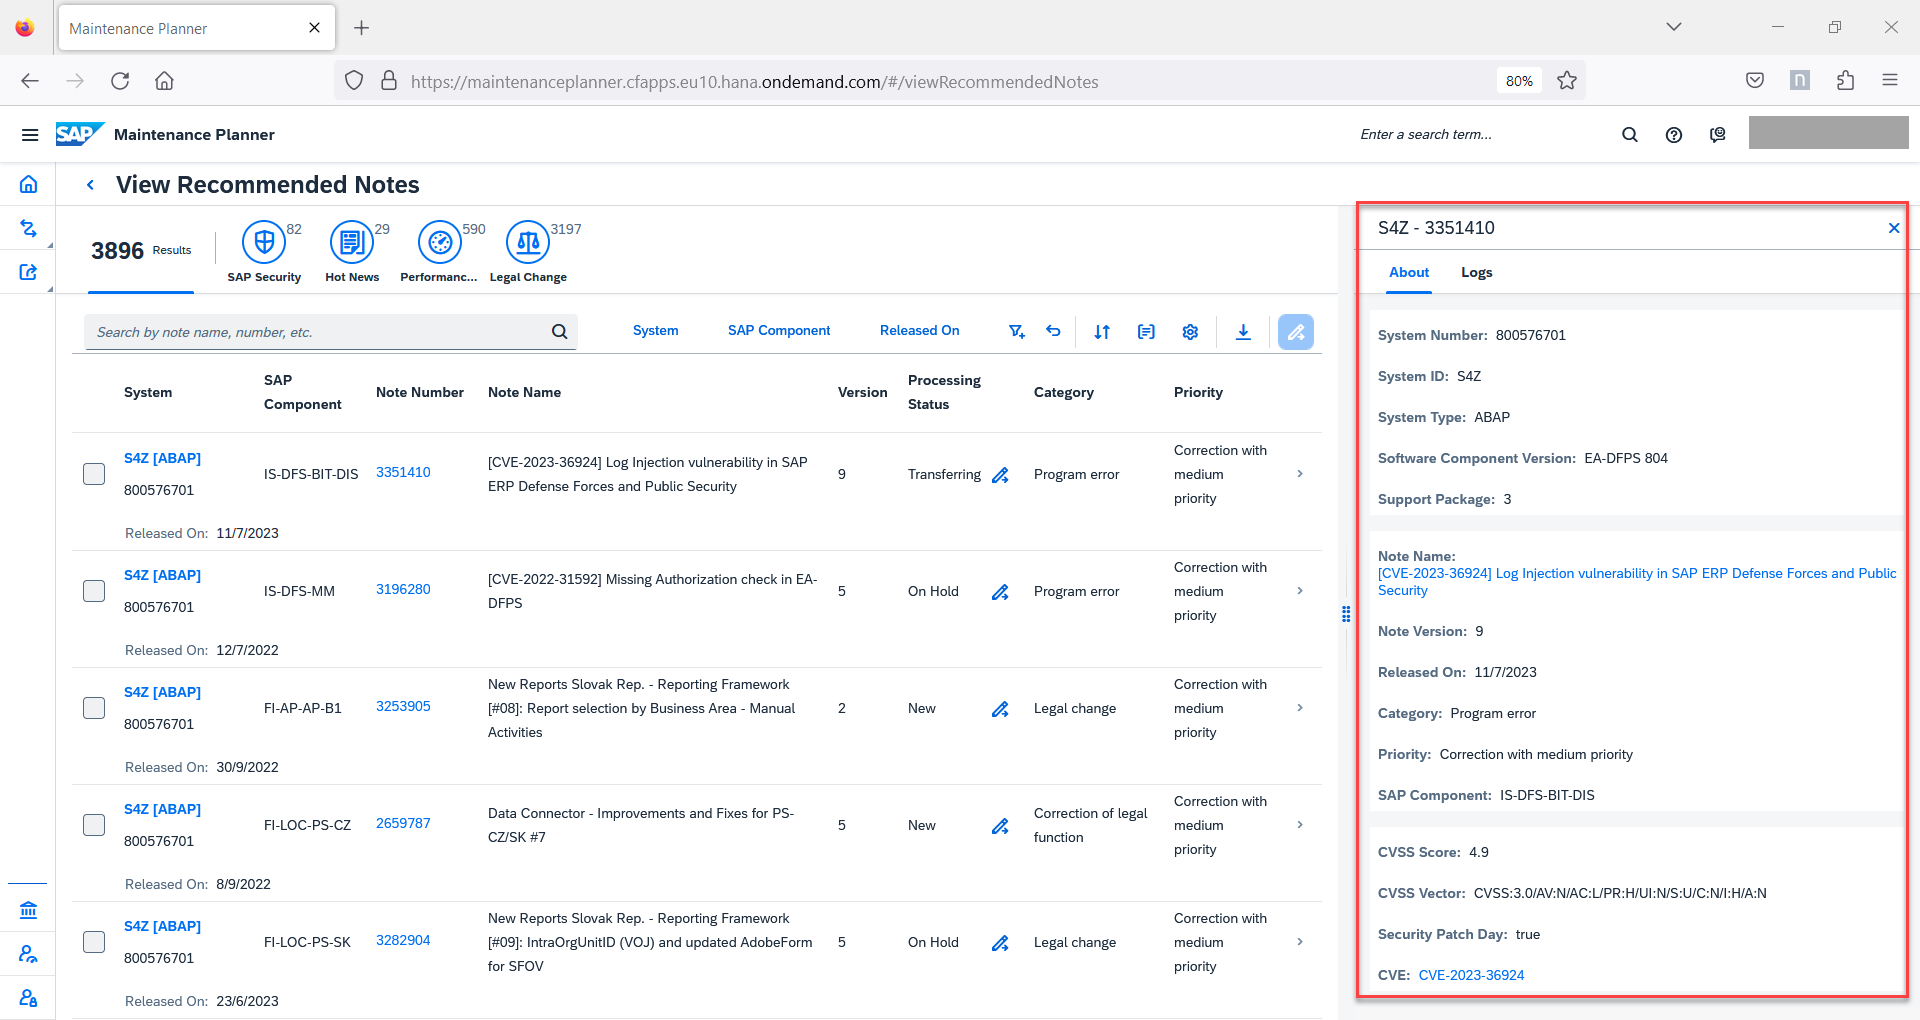 Maintenance Planner
https://maintenanceplanner.cfapps.eu10.hana.ondemand.com/#/viewRecommendedNotes
80%
n
SAP
Maintenance Planner
Enter a search term...
View Recommended Notes
3896 Results
82
SAP Security
29
Hot News
590
Performanc...
3197
Legal Change
Search by note name, number, etc.
System
SAP Component
Released On
System
SAP
Component
Note Number
Note Name
Version
Processing
Status
Category
Priority
S4Z [ABAP]
800576701
IS-DFS-BIT-DIS
3351410
[CVE-2023-36924] Log Injection vulnerability in SAP
ERP Defense Forces and Public Security
9
Transferring
Program error
Correction with
medium
priority
Released On: 11/7/2023
S4Z [ABAP]
800576701
IS-DFS-MM
3196280
[CVE-2022-31592] Missing Authorization check in EA-
DFPS
5
On Hold
Program error
Correction with
medium
priority
Released On: 12/7/2022
S4Z [ABAP]
800576701
FI-AP-AP-B1
3253905
New Reports Slovak Rep. - Reporting Framework
[#08]: Report selection by Business Area - Manual
Activities
2
New
Legal change
Correction with
medium
priority
Released On: 30/9/2022
S4Z [ABAP]
800576701
FI-LOC-PS-CZ
2659787
Data Connector - Improvements and Fixes for PS-
CZ/SK #7
5
New
Correction of legal
function
Correction with
medium
priority
Released On: 8/9/2022
S4Z [ABAP]
800576701
FI-LOC-PS-SK
3282904
New Reports Slovak Rep. - Reporting Framework
[#09]: IntraOrgUnitID (VOJ) and updated AdobeForm
for SFOV
5
On Hold
Legal change
Correction with
medium
priority
Released On: 23/6/2023
S4Z - 3351410
About
Logs
System Number: 800576701
System ID: S4Z
System Type: ABAP
Software Component Version: EA-DFPS 804
Support Package: 3
Note Name:
[CVE-2023-36924] Log Injection vulnerability in SAP ERP Defense Forces and Public
Security
Note Version: 9
Released On: 11/7/2023
Category: Program error
Priority: Correction with medium priority
SAP Component: IS-DFS-BIT-DIS
CVSS Score: 4.9
CVSS Vector: CVSS:3.0/AV:N/AC:L/PR:H/UI:N/S:U/C:N/I:H/A:N
Security Patch Day: true
CVE: CVE-2023-36924